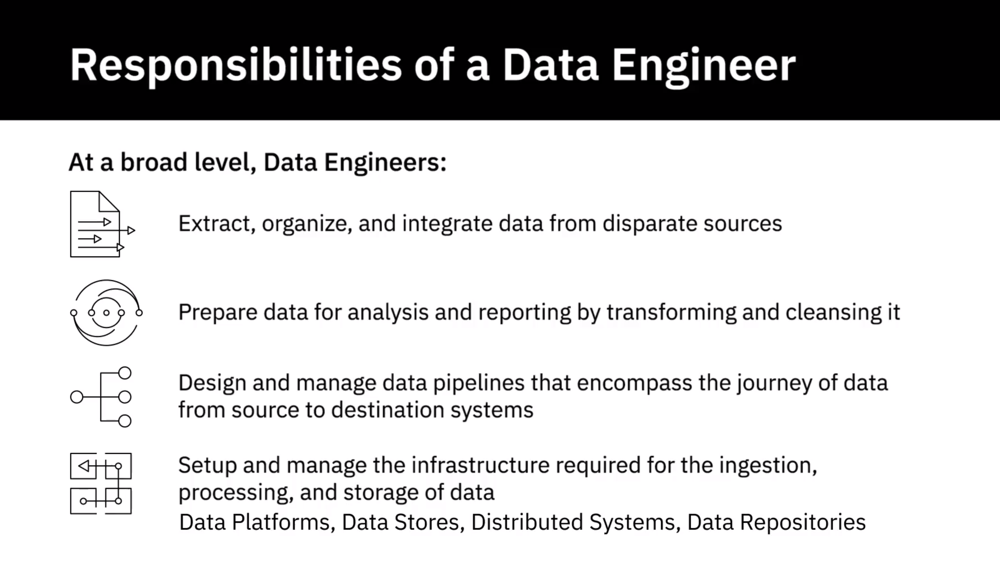 Responsibilities of a Data Engineer
At a broad level, Data Engineers:
Extract, organize, and integrate data from disparate sources
Prepare data for analysis and reporting by transforming and cleansing it
Design and manage data pipelines that encompass the journey of data
from source to destination systems
Setup and manage the infrastructure required for the ingestion,
processing, and storage of data
Data Platforms, Data Stores, Distributed Systems, Data Repositories